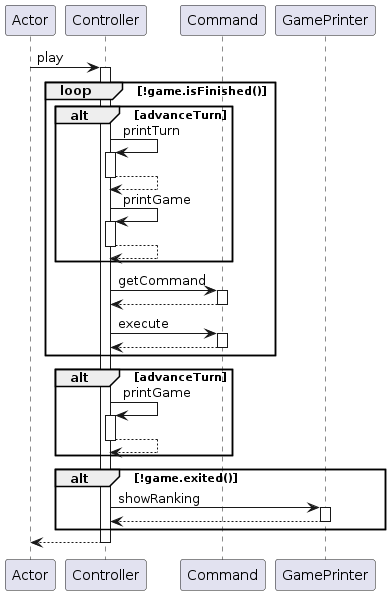 Actor Controller Command GamePrinter
play
loop [!game.isFinished()]
alt [advanceTurn]
printTurn
printGame
getCommand
execute
alt [advanceTurn]
printGame
alt [!game.exited()]
showRanking
Actor Controller Command GamePrinter